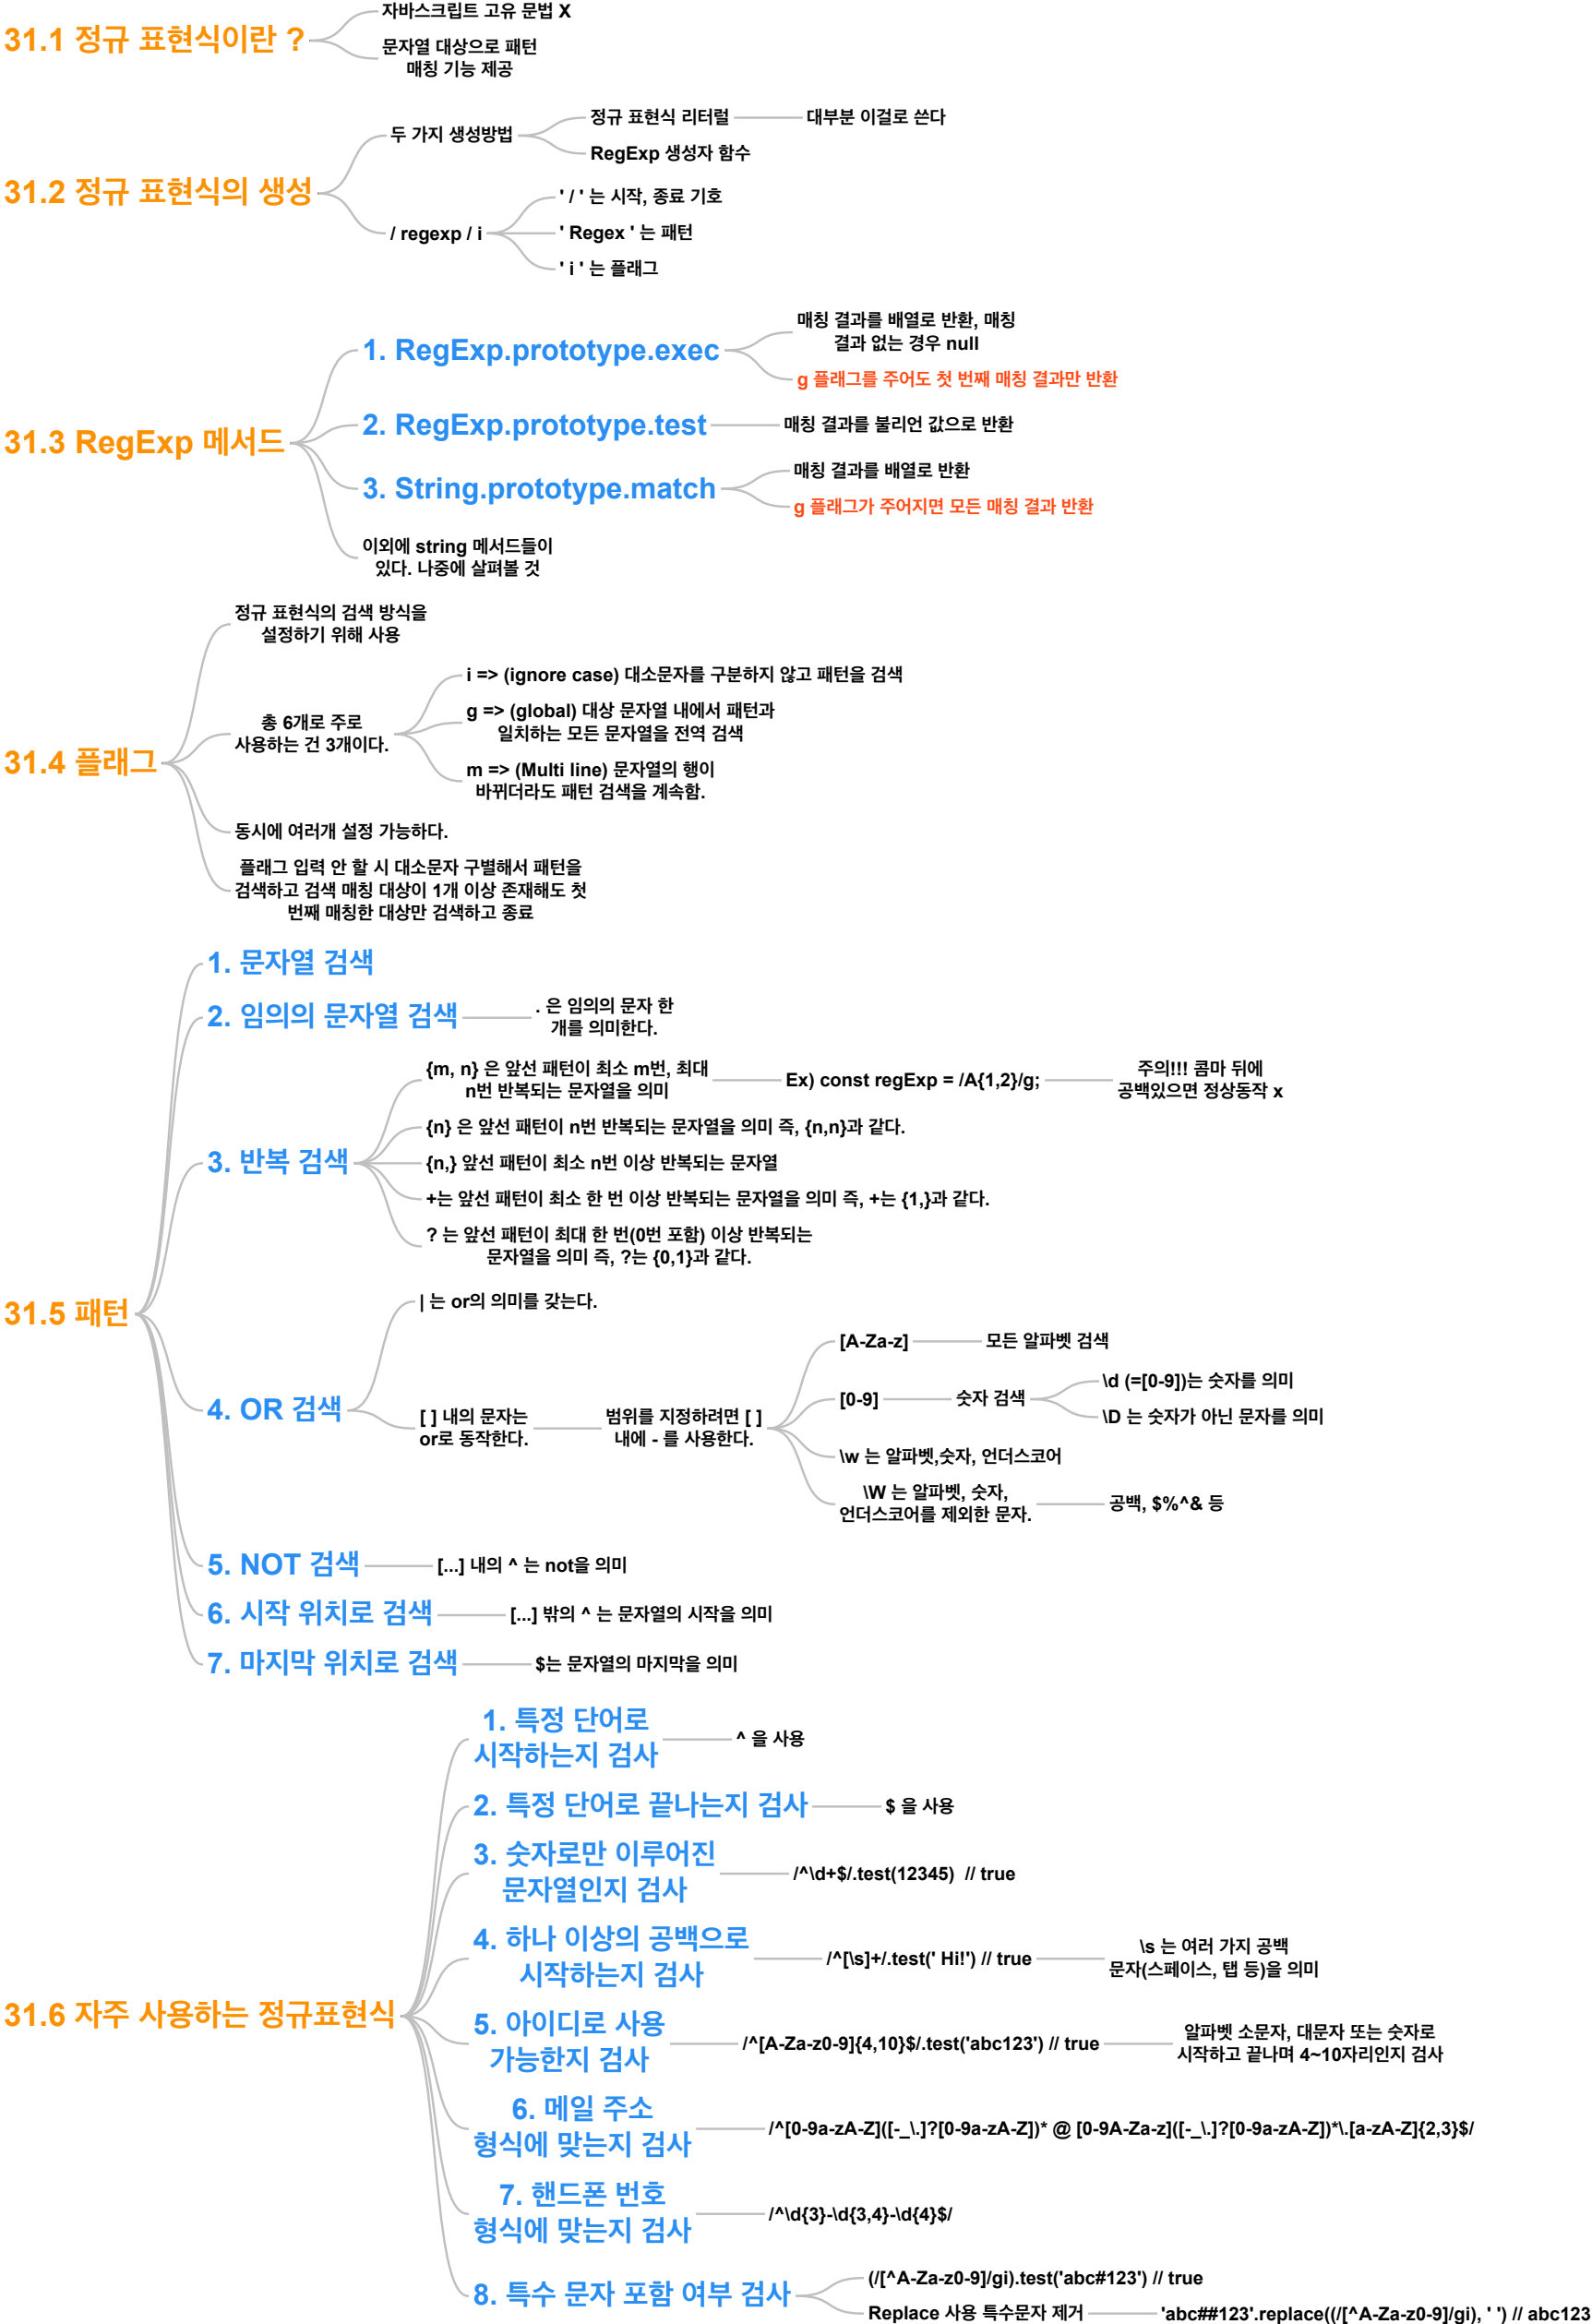 31.1 정규 표현식이란 ?
자바스크립트 고유 문법 X
문자열 대상으로 패턴
매칭 기능 제공
31.2 정규 표현식의 생성
두 가지 생성방법
정규 표현식 리터럴
대부분 이걸로 쓴다
RegExp 생성자 함수
/ regexp / i
' / ' 는 시작, 종료 기호
' Regex ' 는 패턴
' i ' 는 플래그
31.3 RegExp 메서드
1. RegExp.prototype.exec
매칭 결과를 배열로 반환, 매칭
결과 없는 경우 null
g 플래그를 주어도 첫 번째 매칭 결과만 반환
2. RegExp.prototype.test
매칭 결과를 불리언 값으로 반환
3. String.prototype.match
매칭 결과를 배열로 반환
g 플래그가 주어지면 모든 매칭 결과 반환
이외에 string 메서드들이
있다. 나중에 살펴볼 것
31.4 플래그
정규 표현식의 검색 방식을
설정하기 위해 사용
총 6개로 주로
사용하는 건 3개이다.
i => (ignore case) 대소문자를 구분하지 않고 패턴을 검색
g => (global) 대상 문자열 내에서 패턴과
일치하는 모든 문자열을 전역 검색
m => (Multi line) 문자열의 행이
바뀌더라도 패턴 검색을 계속함.
동시에 여러개 설정 가능하다.
플래그 입력 안 할 시 대소문자 구별해서 패턴을
검색하고 검색 매칭 대상이 1개 이상 존재해도 첫
번째 매칭한 대상만 검색하고 종료
31.5 패턴
1. 문자열 검색
2. 임의의 문자열 검색
. 은 임의의 문자 한
개를 의미한다.
3. 반복 검색
{m, n} 은 앞선 패턴이 최소 m번, 최대
n번 반복되는 문자열을 의미
Ex) const regExp = /A{1,2}/g;
주의!!! 콤마 뒤에
공백있으면 정상동작 x
{n} 은 앞선 패턴이 n번 반복되는 문자열을 의미 즉, {n,n}과 같다.
{n,} 앞선 패턴이 최소 n번 이상 반복되는 문자열
+는 앞선 패턴이 최소 한 번 이상 반복되는 문자열을 의미 즉, +는 {1,}과 같다.
? 는 앞선 패턴이 최대 한 번(0번 포함) 이상 반복되는
문자열을 의미 즉, ?는 {0,1}과 같다.
4. OR 검색
| 는 or의 의미를 갖는다.
[ ] 내의 문자는
or로 동작한다.
범위를 지정하려면 [ ]
내에 - 를 사용한다.
[A-Za-z]
모든 알파벳 검색
[0-9]
숫자 검색
\d (=[0-9])는 숫자를 의미
\D 는 숫자가 아닌 문자를 의미
\w 는 알파벳,숫자, 언더스코어
\W 는 알파벳, 숫자,
언더스코어를 제외한 문자.
공백, $%^& 등
5. NOT 검색
[...] 내의 ^ 는 not을 의미
6. 시작 위치로 검색
[...] 밖의 ^ 는 문자열의 시작을 의미
7. 마지막 위치로 검색
$는 문자열의 마지막을 의미
31.6 자주 사용하는 정규표현식
1. 특정 단어로
시작하는지 검사
^ 을 사용
2. 특정 단어로 끝나는지 검사
$ 을 사용
3. 숫자로만 이루어진
문자열인지 검사
/^\d+$/.test(12345)  // true
4. 하나 이상의 공백으로
시작하는지 검사
/^[\s]+/.test(' Hi!') // true
\s 는 여러 가지 공백
문자(스페이스, 탭 등)을 의미
5. 아이디로 사용
가능한지 검사
/^[A-Za-z0-9]{4,10}$/.test('abc123') // true
알파벳 소문자, 대문자 또는 숫자로
시작하고 끝나며 4~10자리인지 검사
6. 메일 주소
형식에 맞는지 검사
/^[0-9a-zA-Z]([-_\.]?[0-9a-zA-Z])* @ [0-9A-Za-z]([-_\.]?[0-9a-zA-Z])*\.[a-zA-Z]{2,3}$/
7. 핸드폰 번호
형식에 맞는지 검사
/^\d{3}-\d{3,4}-\d{4}$/
8. 특수 문자 포함 여부 검사
(/[^A-Za-z0-9]/gi).test('abc#123') // true
Replace 사용 특수문자 제거
'abc##123'.replace((/[^A-Za-z0-9]/gi), ' ') // abc123